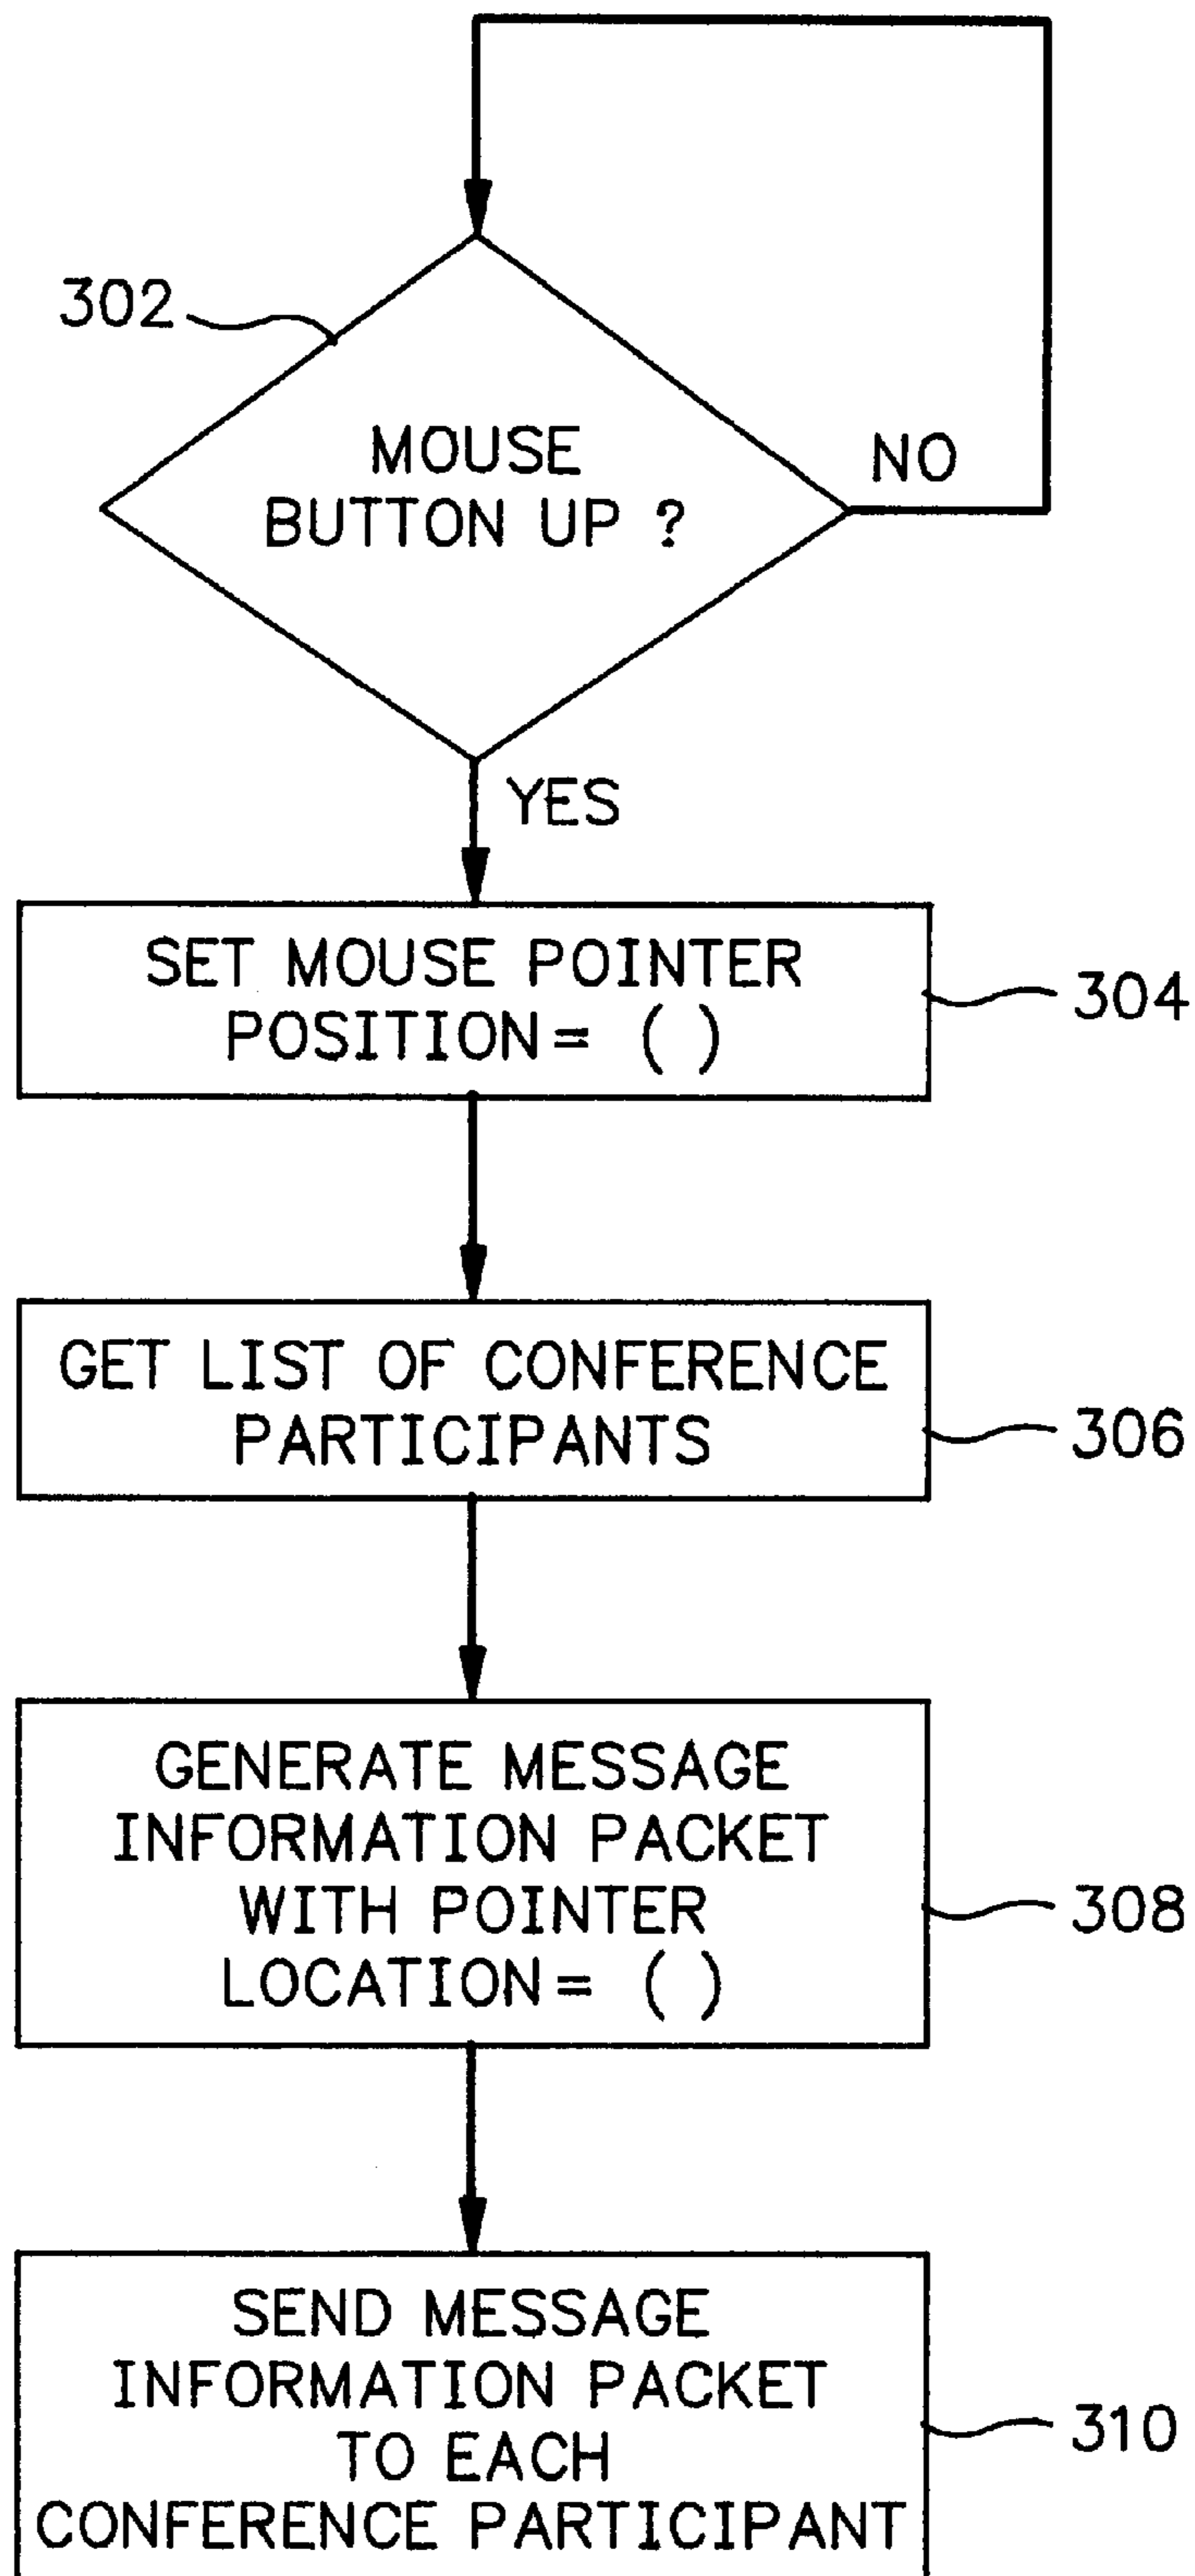 302
MOUSE
BUTTON UP ?
NO
YES
SET MOUSE POINTER
POSITION = ( )
304
GET LIST OF CONFERENCE
PARTICIPANTS
306
GENERATE MESSAGE
INFORMATION PACKET
WITH POINTER
LOCATION = ( )
308
SEND MESSAGE
INFORMATION PACKET
TO EACH
CONFERENCE PARTICIPANT
310